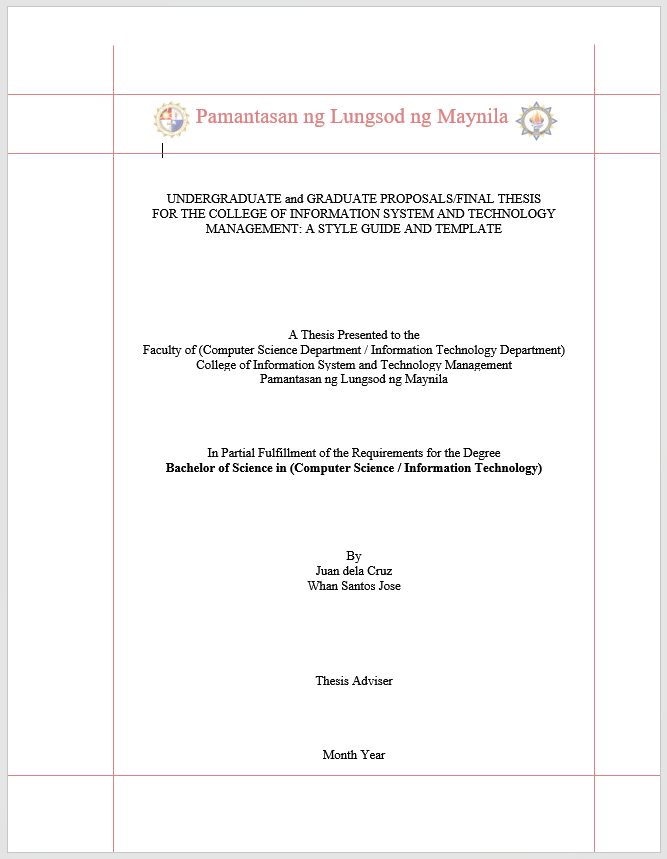 Pamantasan ng Lungsod ng Maynila
UNDERGRADUATE and GRADUATE PROPOSALS/FINAL THESIS
FOR THE COLLEGE OF INFORMATION SYSTEM AND TECHNOLOGY
MANAGEMENT: A STYLE GUIDE AND TEMPLATE
A Thesis Presented to the
Faculty of (Computer Science Department / Information Technology Department)
College of Information System and Technology Management
Pamantasan ng Lungsod ng Maynila
In Partial Fulfillment of the Requirements for the Degree
Bachelor of Science in (Computer Science / Information Technology)
By
Juan dela Cruz
Whan Santos Jose
Thesis Adviser
Month Year